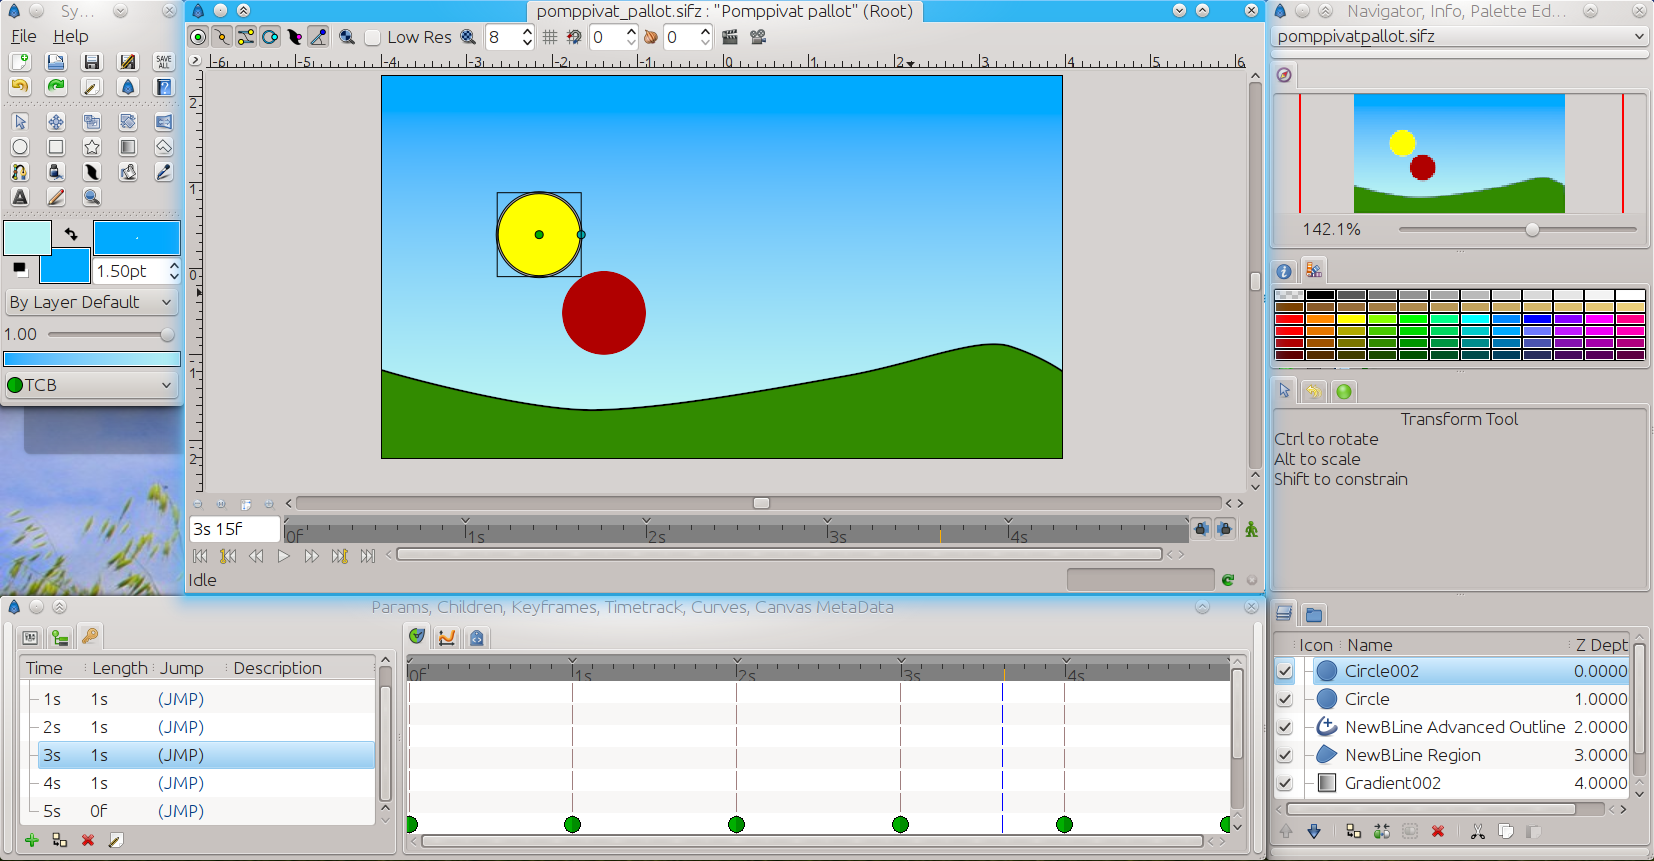 Sy...
File Help
SAVE ALL
1.50pt
By Layer Default
1.00
TCB
pomppivat_pallot.sifz : "Pomppivat pallot" (Root)
Low Res 8 0 0
-6 -5 -4 -3 -2 -1 0 1 2 3 4 5 6
2
1
0
1
2
3s 15f
0f 1s 2s 3s 4s
Idle
Navigator, Info, Palette Ed...
pomppivatpallot.sifz
142.1%
Transform Tool
Ctrl to rotate
Alt to scale
Shift to constrain
Icon Name Z Dept
Circle002 0.0000
Circle 1.0000
NewBLine Advanced Outline 2.0000
NewBLine Region 3.0000
Gradient002 4.0000
Params, Children, Keyframes, Timetrack, Curves, Canvas MetaData
Time Length Jump Description
1s 1s (JMP)
2s 1s (JMP)
3s 1s (JMP)
4s 1s (JMP)
5s 0f (JMP)
0f 1s 2s 3s 4s